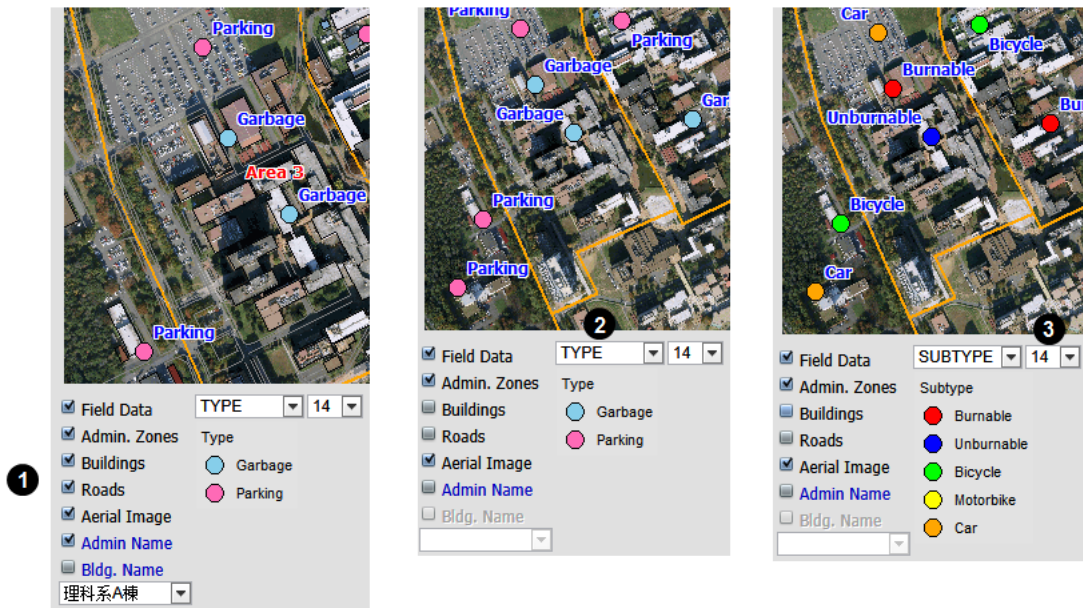 Parking
Garbage
Area 3
Garbage
Parking
Field Data
TYPE
14
Admin. Zones
Type
Buildings
Garbage
Roads
Parking
Aerial Image
Admin Name
Bldg. Name
理科系A棟
1
Parking
Parking
Garbage
Garbage
Gar
Parking
Parking
2
Field Data
TYPE
14
Admin. Zones
Type
Buildings
Garbage
Roads
Parking
Aerial Image
Admin Name
Bldg. Name
Car
Bicycle
Burnable
Unburnable
Bu
Bicycle
Car
3
Field Data
SUBTYPE
14
Admin. Zones
Subtype
Buildings
Burnable
Roads
Unburnable
Aerial Image
Bicycle
Admin Name
Motorbike
Bldg. Name
Car